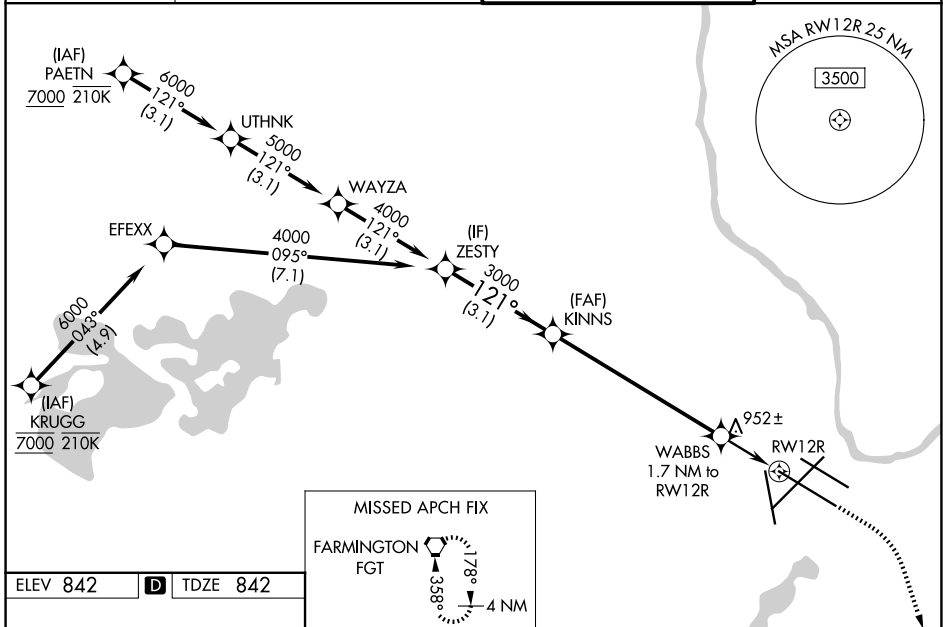 (IAF)
PAETN
7000 210K
6000
121°
(3.1)
UTHNK
5000
121°
(3.1)
WAYZA
4000
121°
(3.1)
EFEXX
4000
095°
(7.1)
(IF)
ZESTY
3000
121°
(3.1)
(FAF)
KINNS
6000
043°
(4.9)
(IAF)
KRUGG
7000 210K
952±
WABBS
1.7 NM to
RW12R
RW12R
MSA RW12R 25 NM
3500
MISSED APCH FIX
FARMINGTON
FGT
178°
358°
4 NM
ELEV 842 D TDZE 842